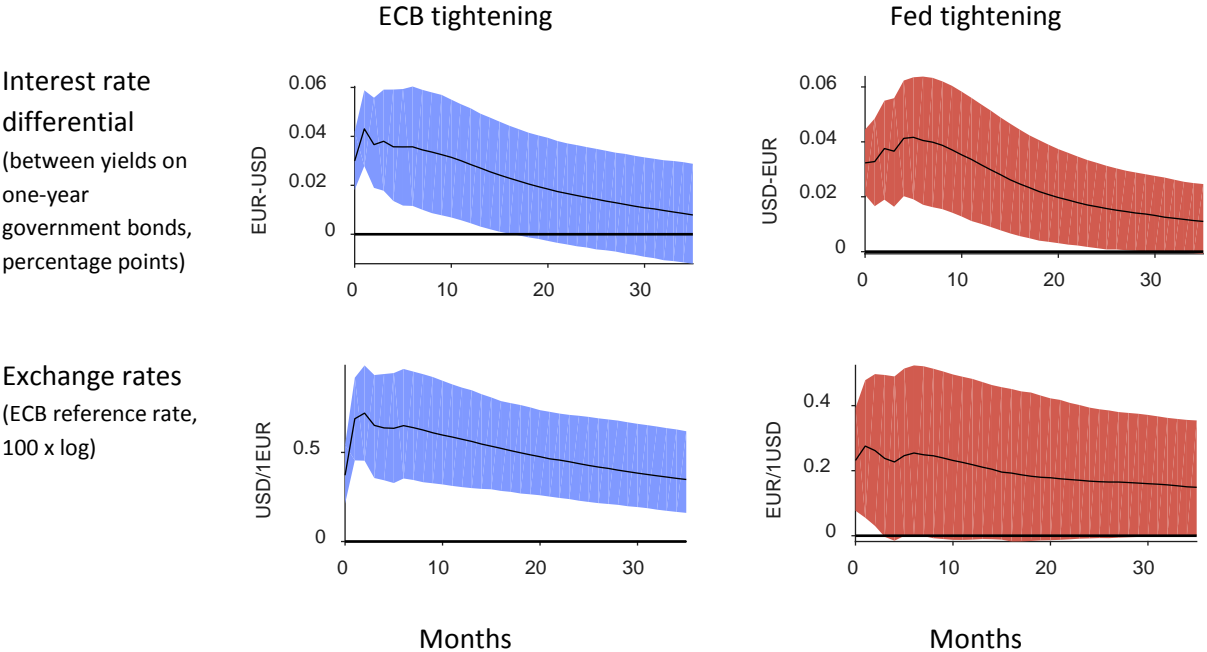 ECB tightening
Fed tightening
Interest rate
differential
(between yields on
one-year
government bonds,
percentage points)
EUR-USD
0.06
0.04
0.02
0
0 10 20 30
USD-EUR
0.06
0.04
0.02
0
0 10 20 30
Exchange rates
(ECB reference rate,
100 x log)
USD/1EUR
0.5
0
0 10 20 30
EUR/1USD
0.4
0.2
0
0 10 20 30
Months
Months